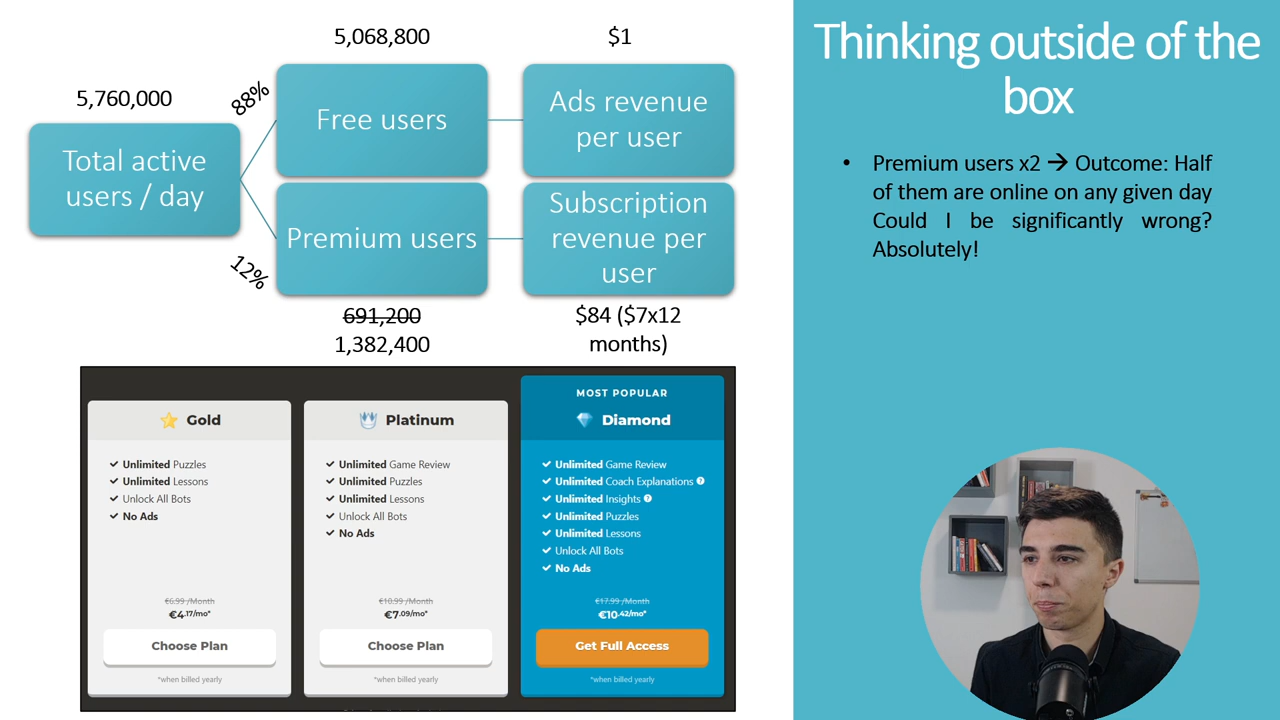 5,760,000
Total active
users / day
88%
12%
5,068,800
Free users
Premium users
691,200
1,382,400
$1
Ads revenue
per user
Subscription
revenue per
user
$84 ($7x12
months)
Gold
✔ Unlimited Puzzles
✔ Unlimited Lessons
✔ Unlock All Bots
✔ No Ads
€6.99 /Month
€4.17/mo*
Choose Plan
*when billed yearly
Platinum
✔ Unlimited Game Review
✔ Unlimited Puzzles
✔ Unlimited Lessons
✔ Unlock All Bots
✔ No Ads
€10.99 /Month
€7.09/mo*
Choose Plan
*when billed yearly
MOST POPULAR
Diamond
✔ Unlimited Game Review
✔ Unlimited Coach Explanations ?
✔ Unlimited Insights ?
✔ Unlimited Puzzles
✔ Unlimited Lessons
✔ Unlock All Bots
✔ No Ads
€17.99 /Month
€10.42/mo*
Get Full Access
*when billed yearly
Thinking outside of the
box
• Premium users x2 → Outcome: Half
of them are online on any given day
Could I be significantly wrong?
Absolutely!